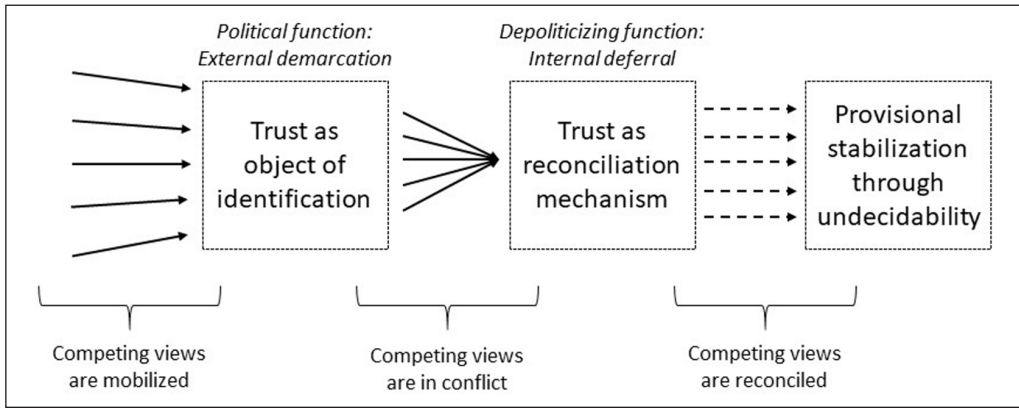 Political function:
External demarcation
Depoliticizing function:
Internal deferral
Trust as
object of
identification
Trust as
reconciliation
mechanism
Provisional
stabilization
through
undecidability
Competing views
are mobilized
Competing views
are in conflict
Competing views
are reconciled